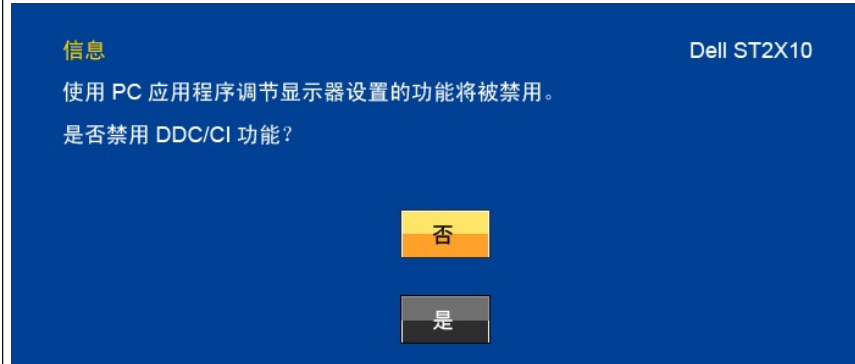 信息 Dell ST2X10
使用 PC 应用程序调节显示器设置的功能将被禁用。
是否禁用 DDC/CI 功能？
否
是